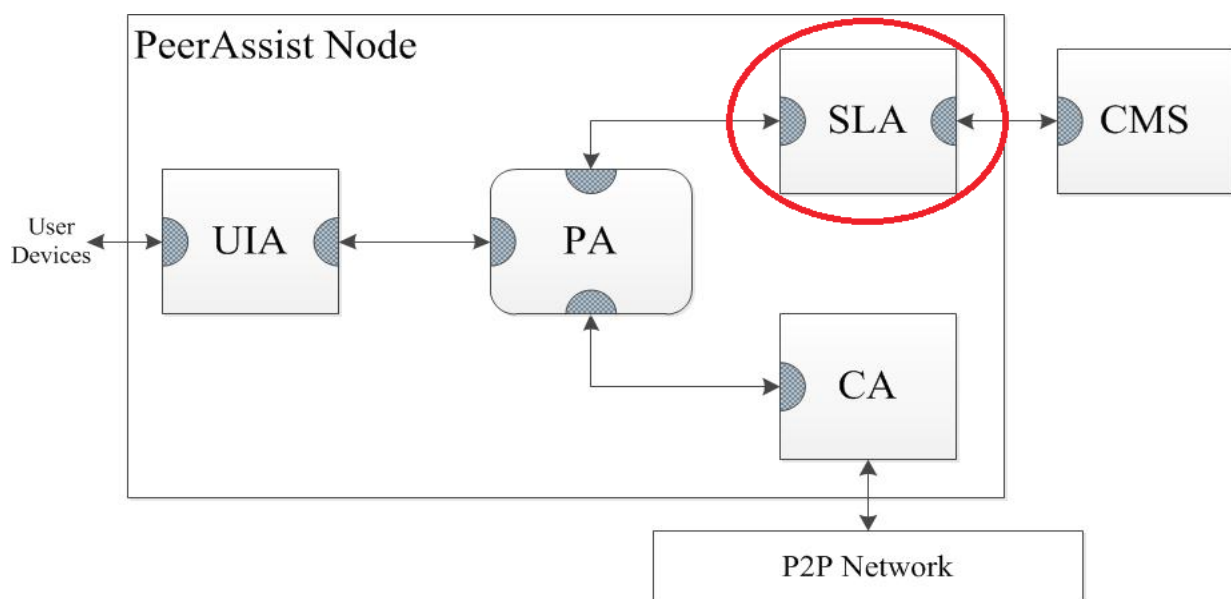 PeerAssist Node
SLA
CMS
User
Devices
UIA
PA
CA
P2P Network